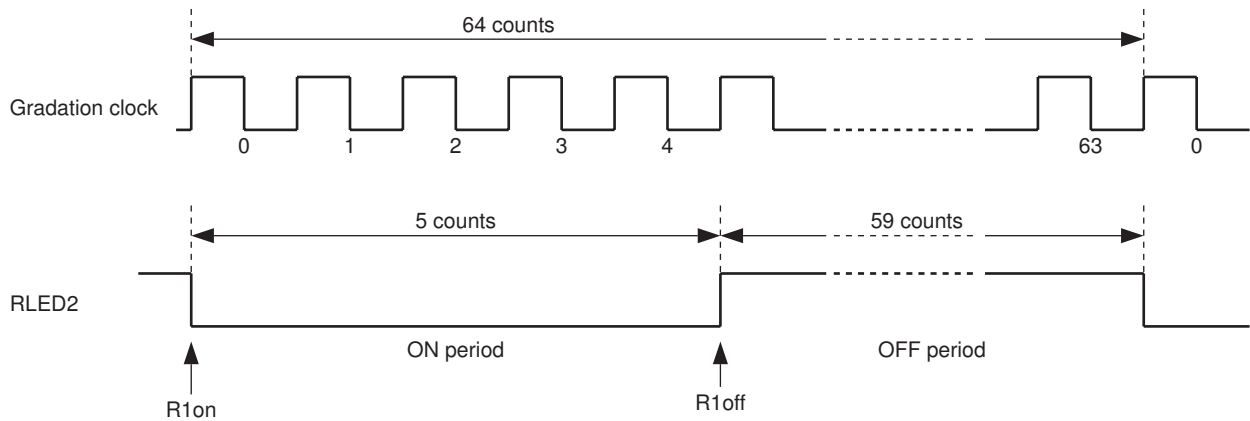 64 counts
Gradation clock
0 1 2 3 4 63 0
5 counts 59 counts
RLED2
ON period OFF period
R1on R1off